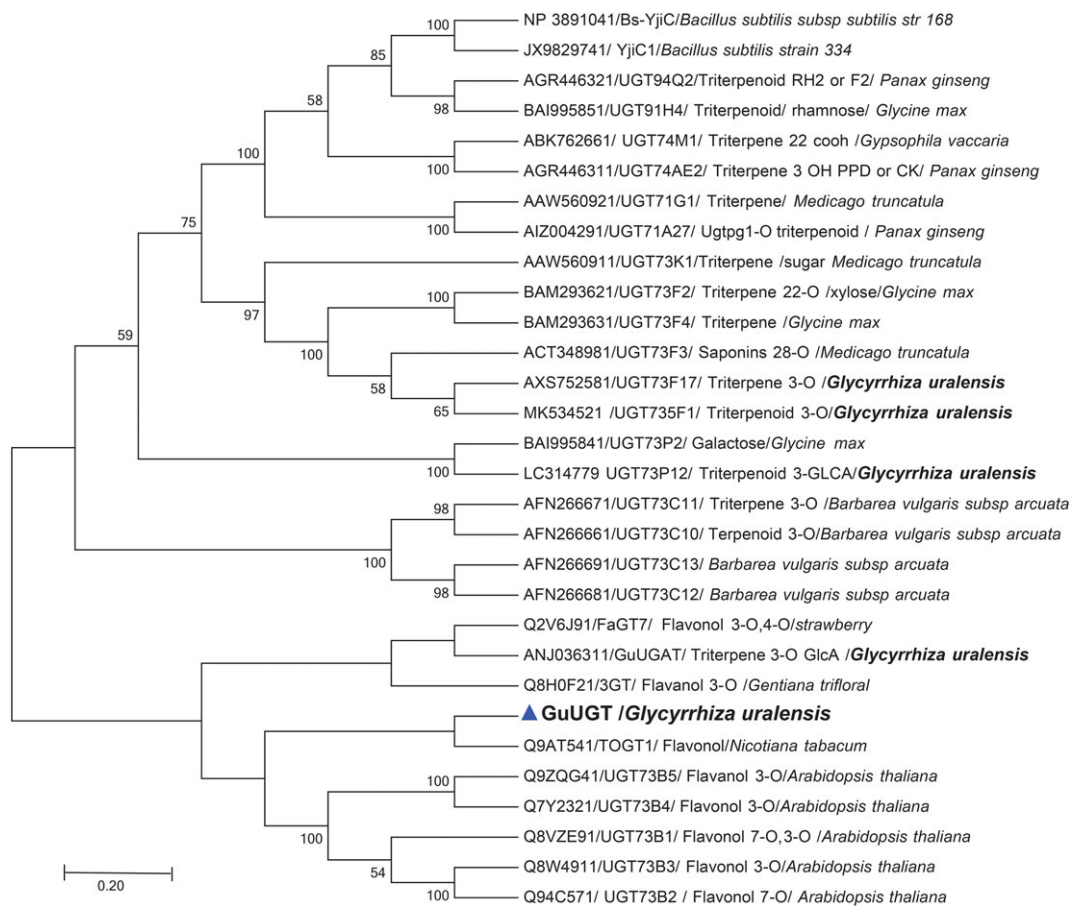 NP 3891041/Bs-YjiC/Bacillus subtilis subsp subtilis str 168
100
JX9829741/ YjiC1/Bacillus subtilis strain 334
85
AGR446321/UGT94Q2/Triterpenoid RH2 or F2/ Panax ginseng
98
BAI995851/UGT91H4/ Triterpenoid/ rhamnose/ Glycine max
58
ABK762661/ UGT74M1/ Triterpene 22 cooh /Gypsophila vaccaria
100
100
AGR446311/UGT74AE2/ Triterpene 3 OH PPD or CK/ Panax ginseng
AAW560921/UGT71G1/ Triterpene/ Medicago truncatula
75
100
AIZ004291/UGT71A27/ Ugtpg1-O triterpenoid / Panax ginseng
AAW560911/UGT73K1/Triterpene /sugar Medicago truncatula
97
100
BAM293621/UGT73F2/ Triterpene 22-O /xylose/Glycine max
59
BAM293631/UGT73F4/ Triterpene /Glycine max
100
ACT348981/UGT73F3/ Saponins 28-O /Medicago truncatula
58
AXS752581/UGT73F17/ Triterpene 3-O /Glycyrrhiza uralensis
65
MK534521 /UGT735F1/ Triterpenoid 3-O/Glycyrrhiza uralensis
BAI995841/UGT73P2/ Galactose/Glycine max
100
LC314779 UGT73P12/ Triterpenoid 3-GLCA/Glycyrrhiza uralensis
98
AFN266671/UGT73C11/ Triterpene 3-O /Barbarea vulgaris subsp arcuata
AFN266661/UGT73C10/ Terpenoid 3-O/Barbarea vulgaris subsp arcuata
100
AFN266691/UGT73C13/ Barbarea vulgaris subsp arcuata
98
AFN266681/UGT73C12/ Barbarea vulgaris subsp arcuata
Q2V6J91/FaGT7/ Flavonol 3-O,4-O/strawberry
ANJ036311/GuUGAT/ Triterpene 3-O GlcA /Glycyrrhiza uralensis
Q8H0F21/3GT/ Flavanol 3-O /Gentiana trifloral
GuUGT /Glycyrrhiza uralensis
Q9AT541/TOGT1/ Flavonol/Nicotiana tabacum
100
Q9ZQG41/UGT73B5/ Flavanol 3-O/Arabidopsis thaliana
Q7Y2321/UGT73B4/ Flavonol 3-O/Arabidopsis thaliana
100
Q8VZE91/UGT73B1/ Flavonol 7-O,3-O /Arabidopsis thaliana
54
Q8W4911/UGT73B3/ Flavonol 3-O/Arabidopsis thaliana
100
Q94C571/ UGT73B2 / Flavonol 7-O/ Arabidopsis thaliana
0.20